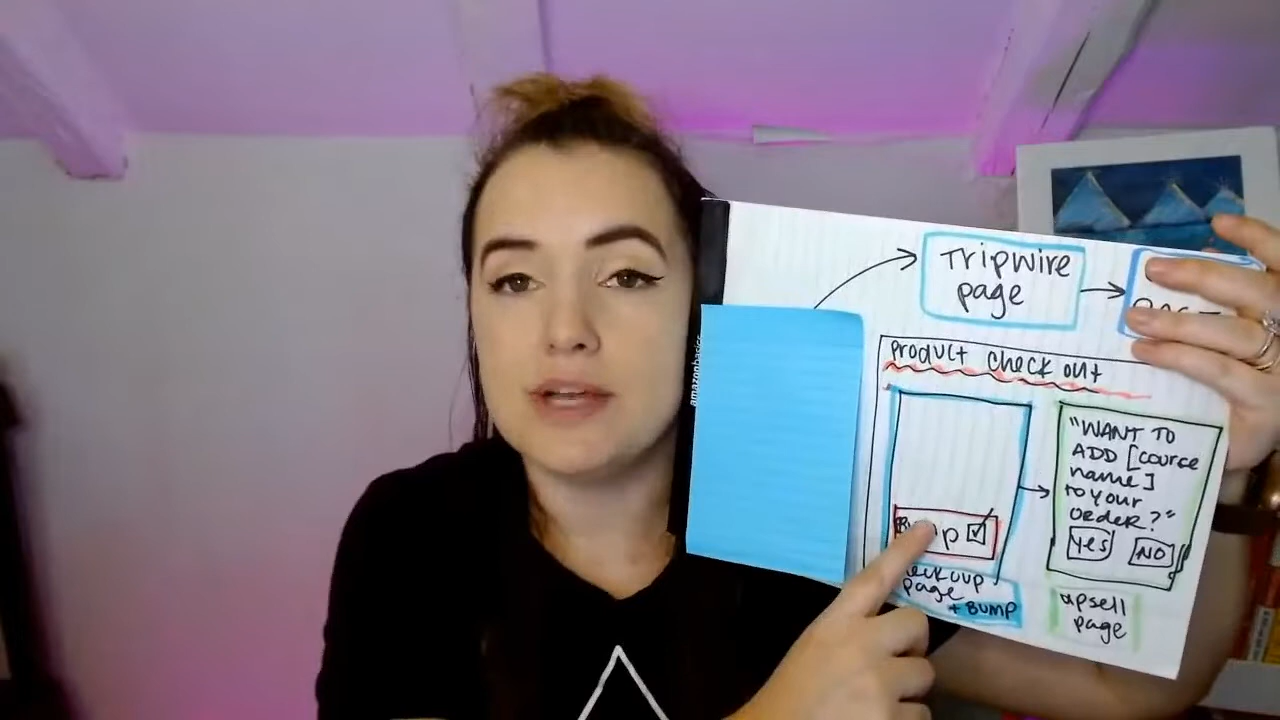 Tripwire
page
product check out
"WANT TO
ADD [course
name]
to your
ORDER?"
Yes
NO
page
+ BUMP
upsell
page
amazonbasics